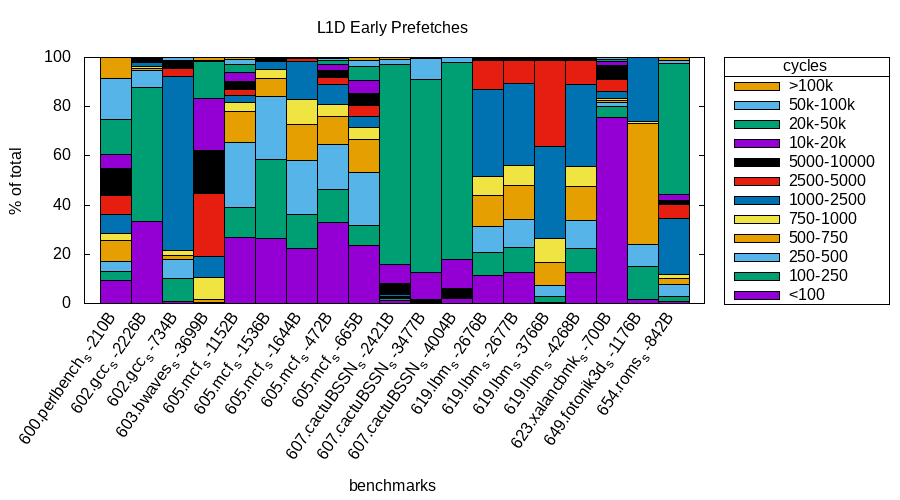 L1D Early Prefetches
% of total
100
80
60
40
20
0
600.perlbench_s -210B
602.gcc_s -2226B
602.gcc_s -734B
603.bwaves_s -3699B
605.mcf_s -1152B
605.mcf_s -1536B
605.mcf_s -1644B
605.mcf_s -472B
605.mcf_s -665B
607.cactuBSSN_s -2421B
607.cactuBSSN_s -3477B
607.cactuBSSN_s -4004B
619.lbm_s -2676B
619.lbm_s -2677B
619.lbm_s -3766B
619.lbm_s -4268B
623.xalancbmk_s -700B
649.fotonik3d_s -1176B
654.roms_s -842B
benchmarks
cycles
>100k
50k-100k
20k-50k
10k-20k
5000-10000
2500-5000
1000-2500
750-1000
500-750
250-500
100-250
<100